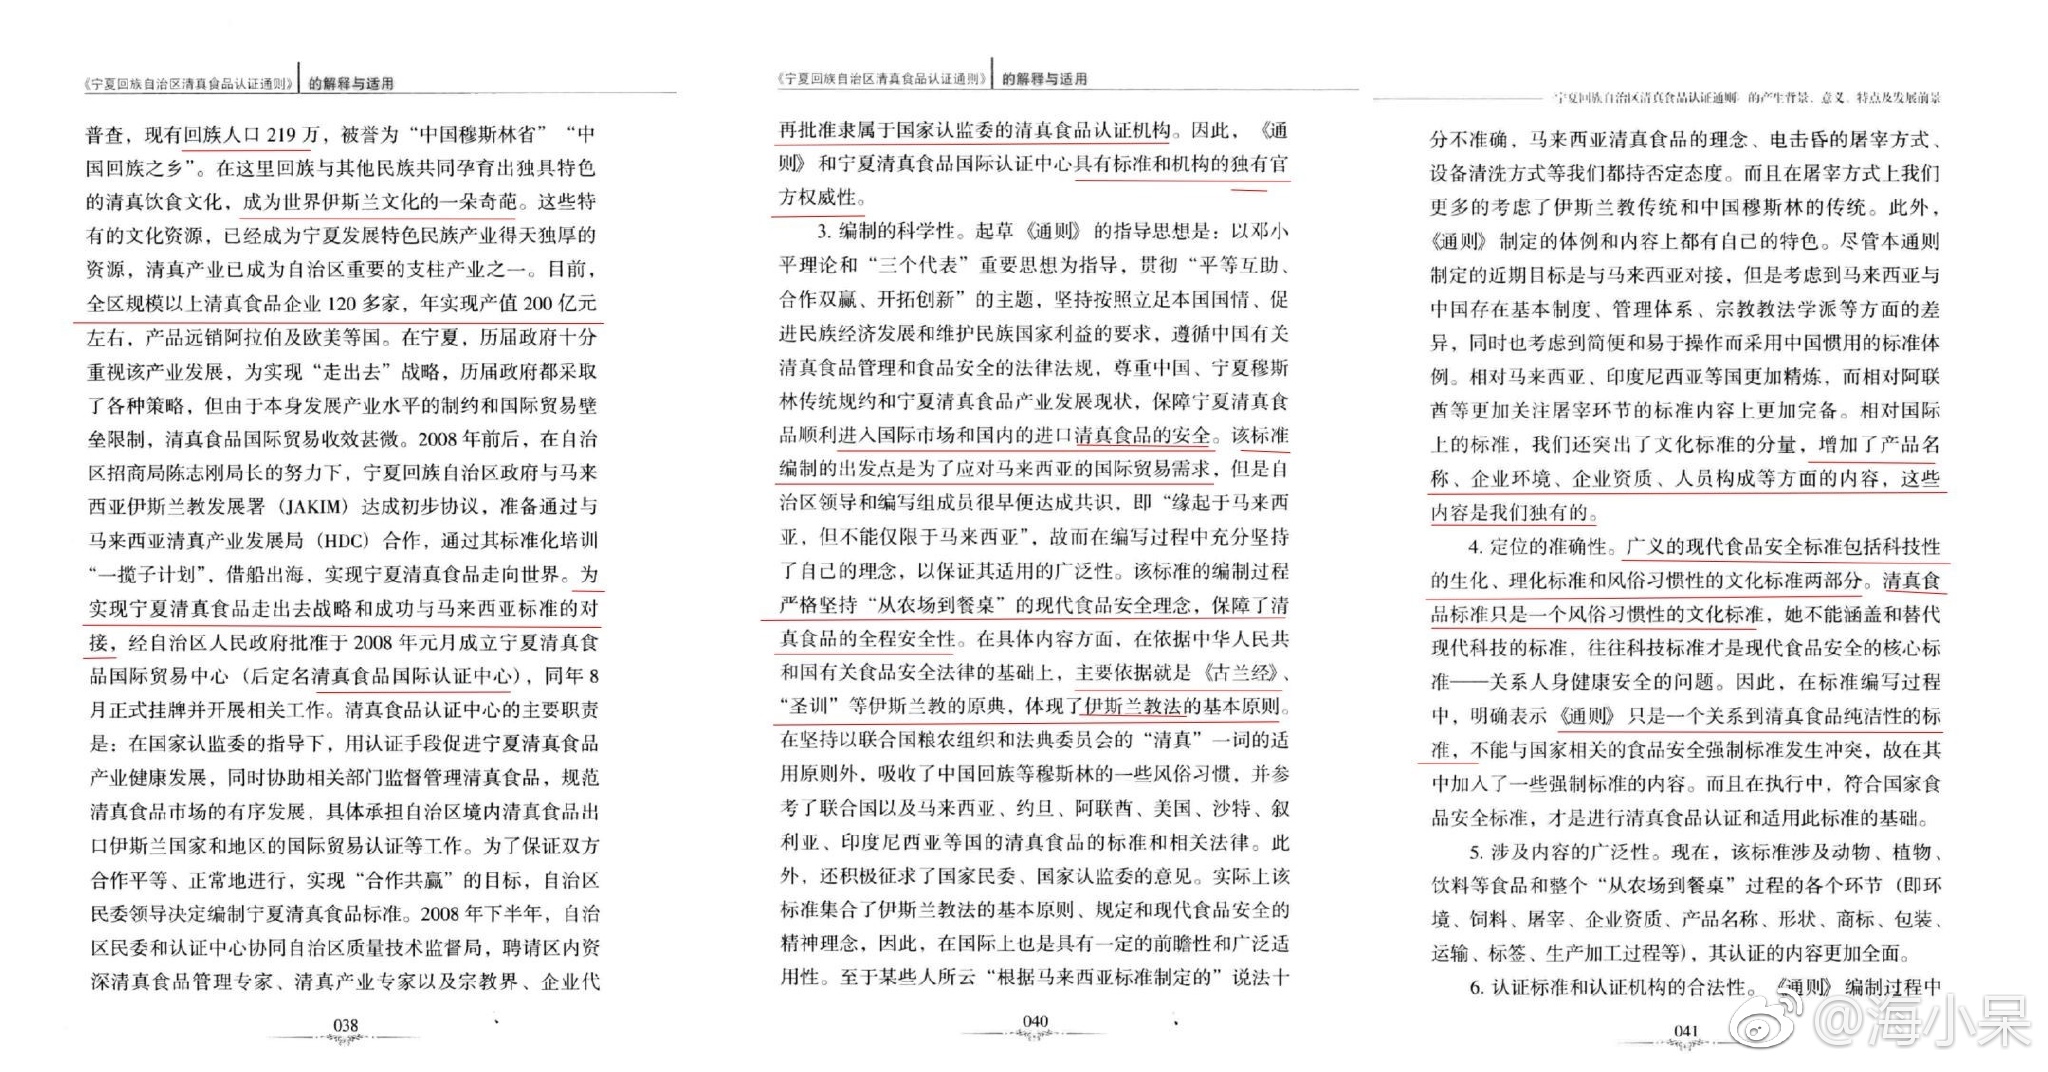 《宁夏回族自治区清真食品认证通则》 的解释与适用
普查，现有回族人口 219 万，被誉为“中国穆斯林省”“中
国回族之乡”。在这里回族与其他民族共同孕育出独具特色
的清真饮食文化，成为世界伊斯兰文化的一朵奇葩。这些特
有的文化资源，已经成为宁夏发展特色民族产业得天独厚的
资源，清真产业已成为自治区重要的支柱产业之一。目前，
全区规模以上清真食品企业 120 多家，年实现产值 200 亿元
左右，产品远销阿拉伯及欧美等国。在宁夏，历届政府十分
重视该产业发展，为实现“走出去”战略，历届政府都采取
了各种策略，但由于本身发展产业水平的制约和国际贸易壁
垒限制，清真食品国际贸易收效甚微。2008 年前后，在自治
区招商局陈志刚局长的努力下，宁夏回族自治区政府与马来
西亚伊斯兰教发展署（JAKIM）达成初步协议，准备通过与
马来西亚清真产业发展局（HDC）合作，通过其标准化培训
“一揽子计划”，借船出海，实现宁夏清真食品走向世界。为
实现宁夏清真食品走出去战略和成功与马来西亚标准的对
接，经自治区人民政府批准于 2008 年元月成立宁夏清真食
品国际贸易中心（后定名清真食品国际认证中心），同年 8
月正式挂牌并开展相关工作。清真食品认证中心的主要职责
是：在国家认监委的指导下，用认证手段促进宁夏清真食品
产业健康发展，同时协助相关部门监督管理清真食品，规范
清真食品市场的有序发展，具体承担自治区境内清真食品出
口伊斯兰国家和地区的国际贸易认证等工作。为了保证双方
合作平等、正常地进行，实现“合作共赢”的目标，自治区
民委领导决定编制宁夏清真食品标准。2008 年下半年，自治
区民委和认证中心协同自治区质量技术监督局，聘请区内资
深清真食品管理专家、清真产业专家以及宗教界、企业代
038
《宁夏回族自治区清真食品认证通则》 的解释与适用
再批准隶属于国家认监委的清真食品认证机构。因此，《通
则》和宁夏清真食品国际认证中心具有标准和机构的独有官
方权威性。
3. 编制的科学性。起草《通则》的指导思想是：以邓小
平理论和“三个代表”重要思想为指导，贯彻“平等互助、
合作双赢、开拓创新”的主题，坚持按照立足本国国情、促
进民族经济发展和维护民族国家利益的要求，遵循中国有关
清真食品管理和食品安全的法律法规，尊重中国、宁夏穆斯
林传统规约和宁夏清真食品产业发展现状，保障宁夏清真食
品顺利进入国际市场和国内的进口清真食品的安全。该标准
编制的出发点是为了应对马来西亚的国际贸易需求，但是自
治区领导和编写组成员很早便达成共识，即“缘起于马来西
亚，但不能仅限于马来西亚”，故而在编写过程中充分坚持
了自己的理念，以保证其适用的广泛性。该标准的编制过程
严格坚持“从农场到餐桌”的现代食品安全理念，保障了清
真食品的全程安全性。在具体内容方面，在依据中华人民共
和国有关食品安全法律的基础上，主要依据就是《古兰经》、
“圣训”等伊斯兰教的原典，体现了伊斯兰教法的基本原则。
在坚持以联合国粮农组织和法典委员会的“清真”一词的适
用原则外，吸收了中国回族等穆斯林的一些风俗习惯，并参
考了联合国以及马来西亚、约旦、阿联酋、美国、沙特、叙
利亚、印度尼西亚等国的清真食品的标准和相关法律。此
外，还积极征求了国家民委、国家认监委的意见。实际上该
标准集合了伊斯兰教法的基本原则、规定和现代食品安全的
精神理念，因此，在国际上也是具有一定的前瞻性和广泛适
用性。至于某些人所云“根据马来西亚标准制定的”说法十
040
宁夏回族自治区清真食品认证通则 的产生背景、意义、特点及发展前景
分不准确，马来西亚清真食品的理念、电击昏的屠宰方式、
设备清洗方式等我们都持否定态度。而且在屠宰方式上我们
更多的考虑了伊斯兰教传统和中国穆斯林的传统。此外，
《通则》制定的体例和内容上都有自己的特色。尽管本通则
制定的近期目标是与马来西亚对接，但是考虑到马来西亚与
中国存在基本制度、管理体系、宗教教法学派等方面的差
异，同时也考虑到简便和易于操作而采用中国惯用的标准体
例。相对马来西亚、印度尼西亚等国更加精炼，而相对阿联
酋等更加关注屠宰环节的标准内容上更加完备。相对国际
上的标准，我们还突出了文化标准的分量，增加了产品名
称、企业环境、企业资质、人员构成等方面的内容，这些
内容是我们独有的。
4. 定位的准确性。广义的现代食品安全标准包括科技性
的生化、理化标准和风俗习惯性的文化标准两部分。清真食
品标准只是一个风俗习惯性的文化标准，她不能涵盖和替代
现代科技的标准，往往科技标准才是现代食品安全的核心标
准——关系人身健康安全的问题。因此，在标准编写过程
中，明确表示《通则》只是一个关系到清真食品纯洁性的标
准，不能与国家相关的食品安全强制标准发生冲突，故在其
中加入了一些强制标准的内容。而且在执行中，符合国家食
品安全标准，才是进行清真食品认证和适用此标准的基础。
5. 涉及内容的广泛性。现在，该标准涉及动物、植物、
饮料等食品和整个“从农场到餐桌”过程的各个环节（即环
境、饲料、屠宰、企业资质、产品名称、形状、商标、包装、
运输、标签、生产加工过程等），其认证的内容更加全面。
6. 认证标准和认证机构的合法性。《通则》编制过程中
041
@海小呆